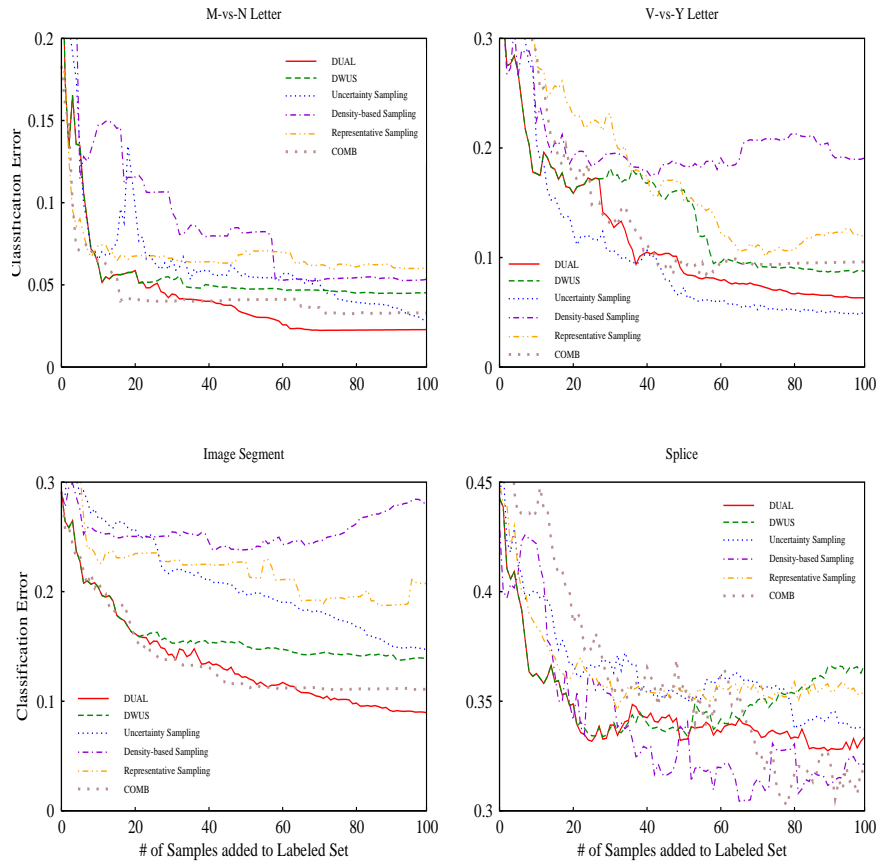 M-vs-N Letter
0.2
0.15
0.1
0.05
0
Classification Error
DUAL
DWUS
Uncertainty Sampling
Density-based Sampling
Representative Sampling
COMB
0 20 40 60 80 100
V-vs-Y Letter
0.3
0.2
0.1
0
DUAL
DWUS
Uncertainty Sampling
Density-based Sampling
Representative Sampling
COMB
0 20 40 60 80 100
Image Segment
0.3
0.2
0.1
0
Classification Error
DUAL
DWUS
Uncertainty Sampling
Density-based Sampling
Representative Sampling
COMB
0 20 40 60 80 100
# of Samples added to Labeled Set
Splice
0.45
0.4
0.35
0.3
DUAL
DWUS
Uncertainty Sampling
Density-based Sampling
Representative Sampling
COMB
0 20 40 60 80 100
# of Samples added to Labeled Set